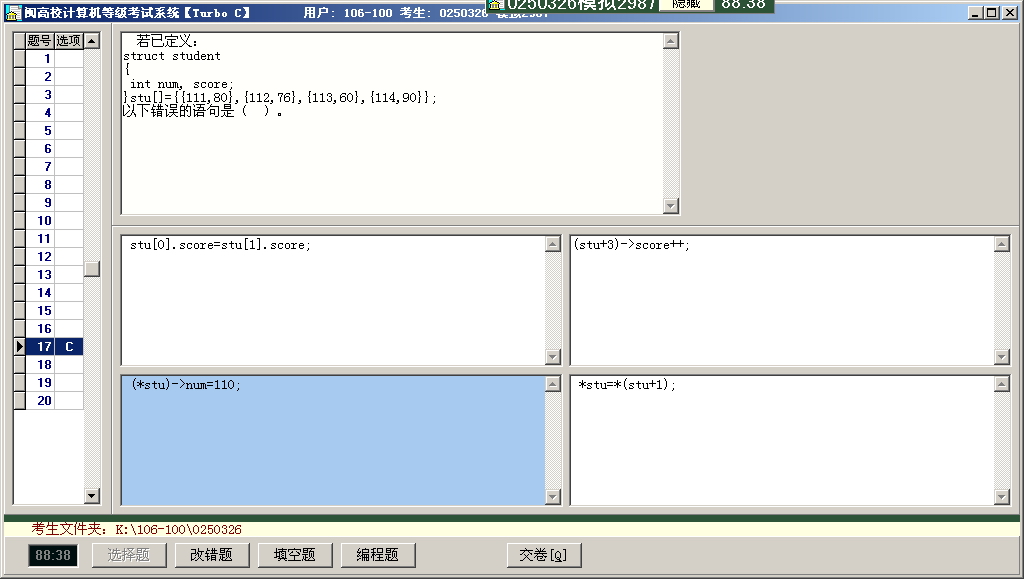 闽高校计算机等级考试系统【Turbo C】 用户: 106-100 考生: 0250326
0250326模拟2987 隐藏 88:38
题号 选项
1
2
3
4
5
6
7
8
9
10
11
12
13
14
15
16
17 C
18
19
20
若已定义:
struct student
{
int num, score;
}stu[]={{111,80},{112,76},{113,60},{114,90}};
以下错误的语句是（ ）。
stu[0].score=stu[1].score;
(stu+3)->score++;
(*stu)->num=110;
*stu=*(stu+1);
考生文件夹: K:\106-100\0250326
88:38 选择题 改错题 填空题 编程题 交卷[Q]